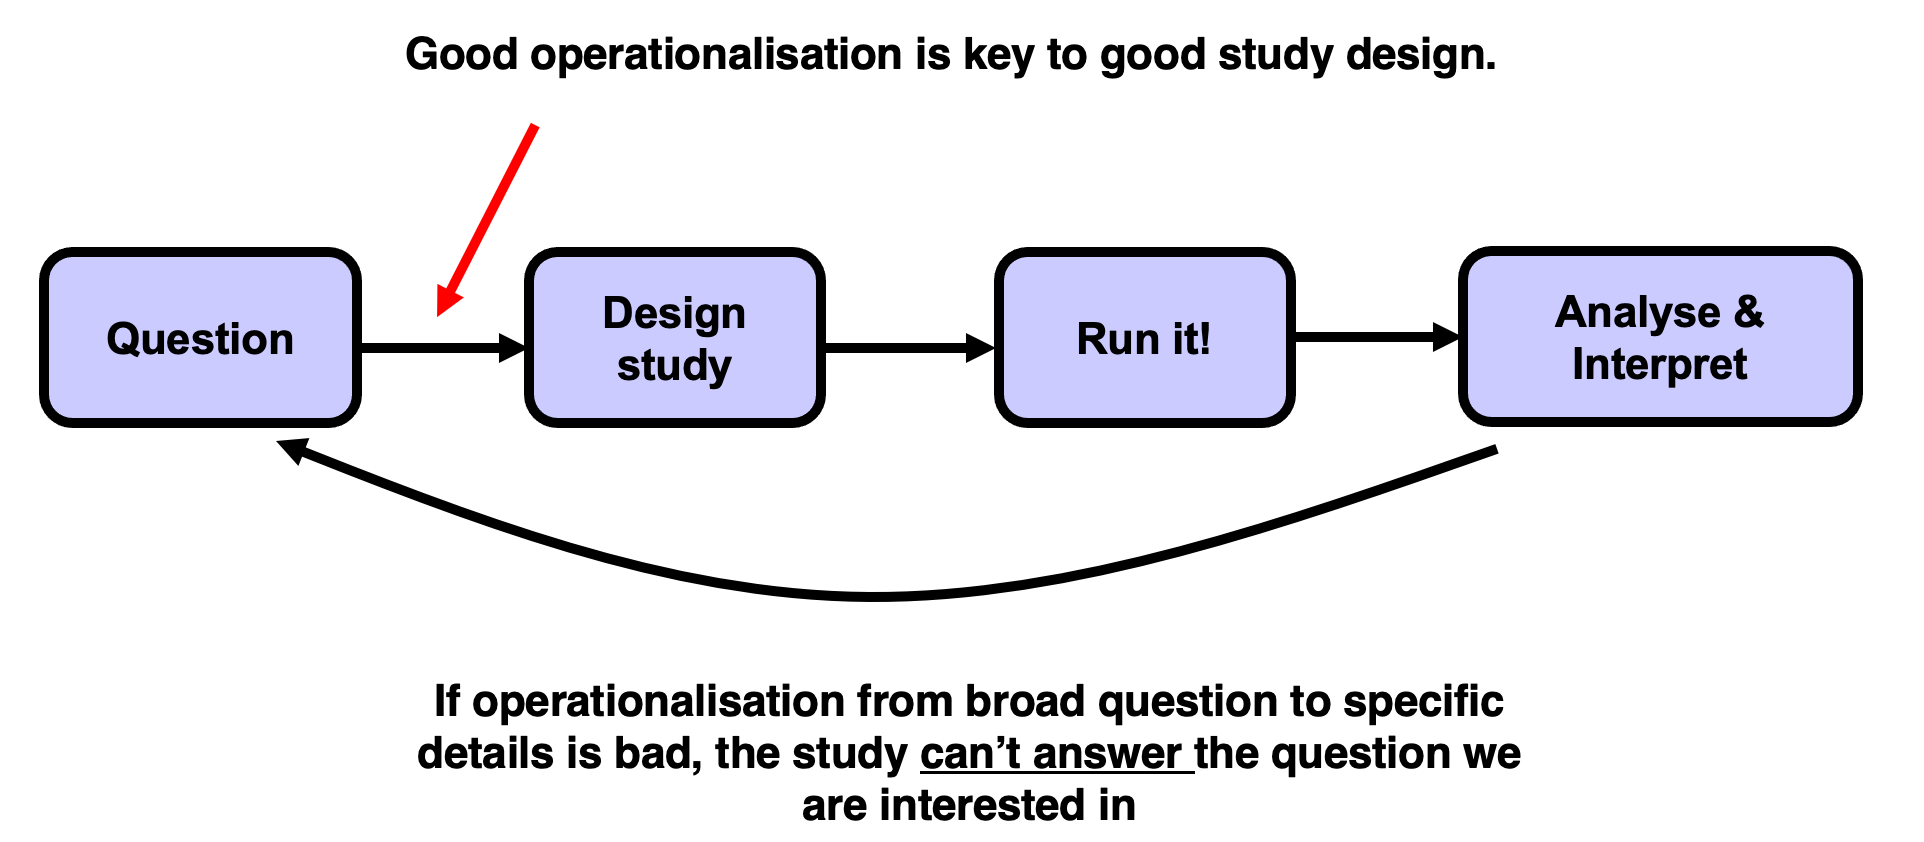 Good operationalisation is key to good study design.
Question
Design
study
Run it!
Analyse &
Interpret
If operationalisation from broad question to specific
details is bad, the study can’t answer the question we
are interested in